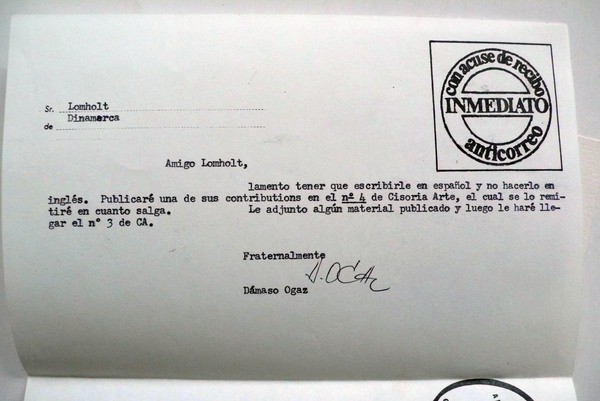 con acuse de recibo
INMEDIATO
anticorreo
Sr. Lomholt
Dinamarca
de
Amigo Lomholt,
lamento tener que escribirle en español y no hacerlo en
inglés. Publicaré una de sus contributions en el nº 4 de Cisoria Arte, el cual se lo remi-
tiré en cuanto salga. Le adjunto algún material publicado y luego le haré lle-
gar el n° 3 de CA.
Fraternalmente
D. OGAZ
Dámaso Ogaz